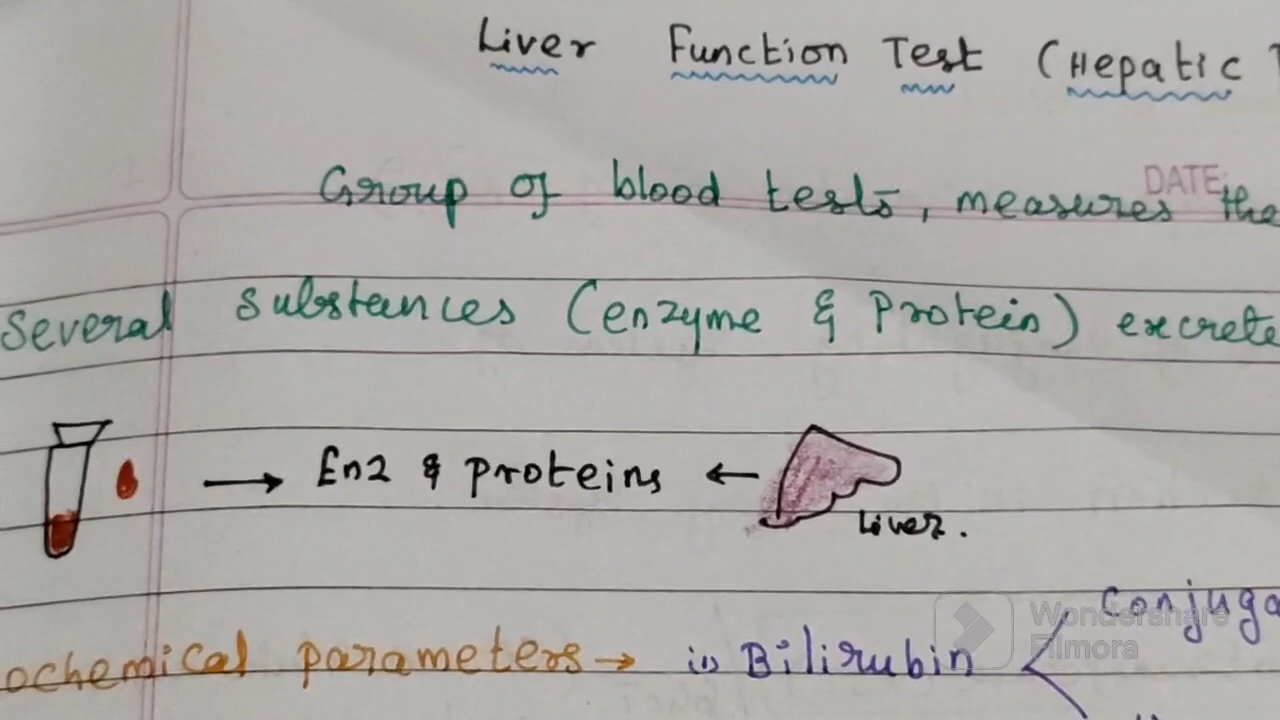 Liver Function Test (Hepatic
DATE
Group of blood tests, measures the
Several substances (enzyme & Protein) excrete
Enz & proteins
Liver.
ochemical parameters → is Bilirubin
Conjuga
Wondershare
Filmora